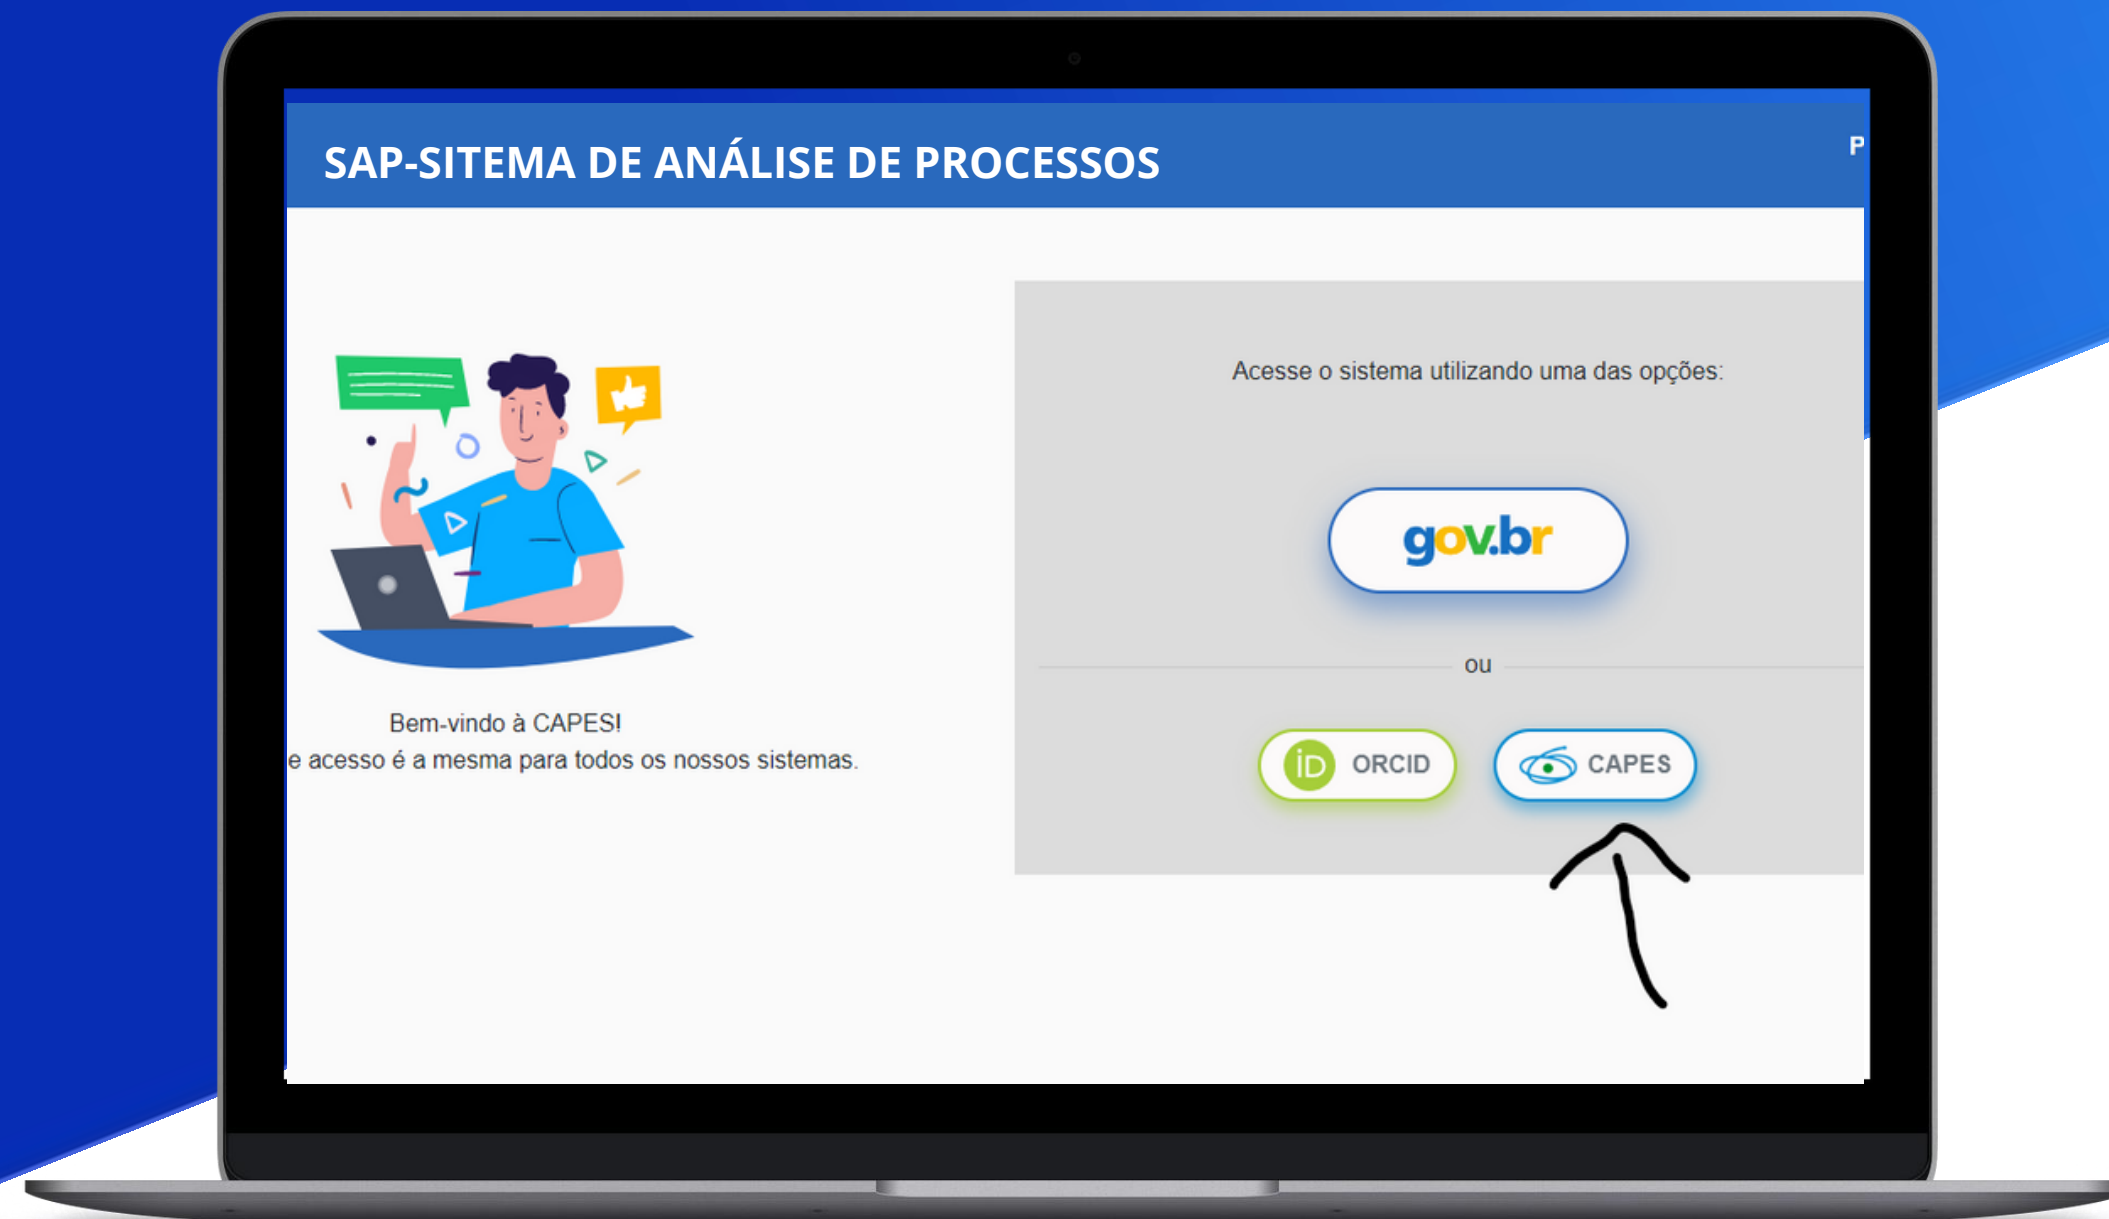 SAP-SITEMA DE ANÁLISE DE PROCESSOS
P
Acesse o sistema utilizando uma das opções:
gov.br
ou
iD ORCID
CAPES
Bem-vindo à CAPES!
e acesso é a mesma para todos os nossos sistemas.